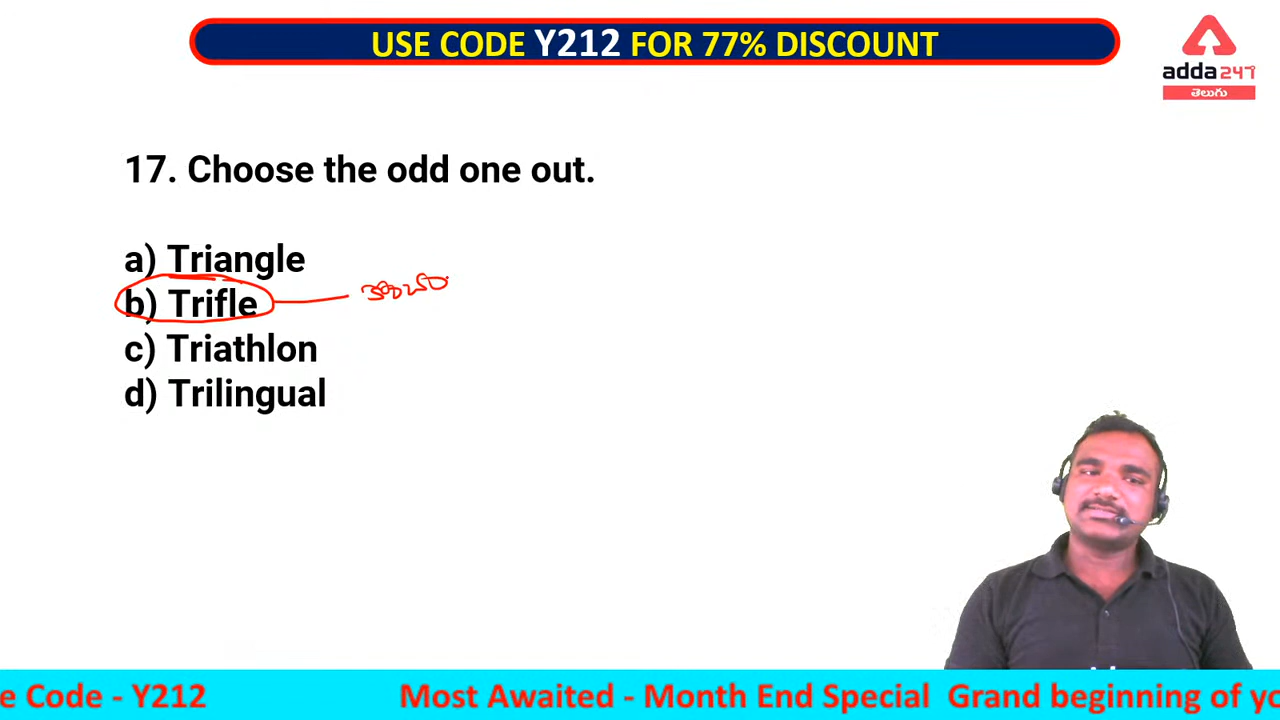 USE CODE Y212 FOR 77% DISCOUNT
adda247
తెలుగు
17. Choose the odd one out.
a) Triangle
b) Trifle
c) Triathlon
d) Trilingual
e Code - Y212 Most Awaited - Month End Special Grand beginning of yo